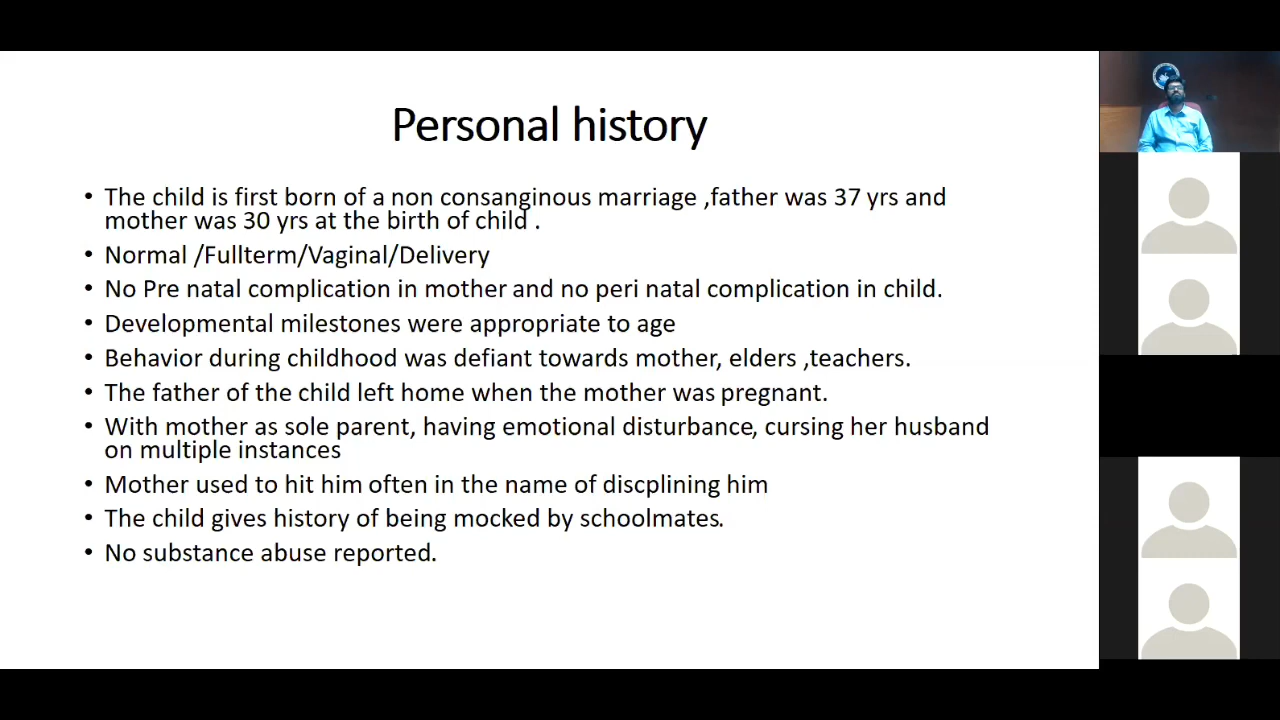 Personal history
• The child is first born of a non consanginous marriage ,father was 37 yrs and
mother was 30 yrs at the birth of child .
• Normal /Fullterm/Vaginal/Delivery
• No Pre natal complication in mother and no peri natal complication in child.
• Developmental milestones were appropriate to age
• Behavior during childhood was defiant towards mother, elders ,teachers.
• The father of the child left home when the mother was pregnant.
• With mother as sole parent, having emotional disturbance, cursing her husband
on multiple instances
• Mother used to hit him often in the name of discplining him
• The child gives history of being mocked by schoolmates.
• No substance abuse reported.